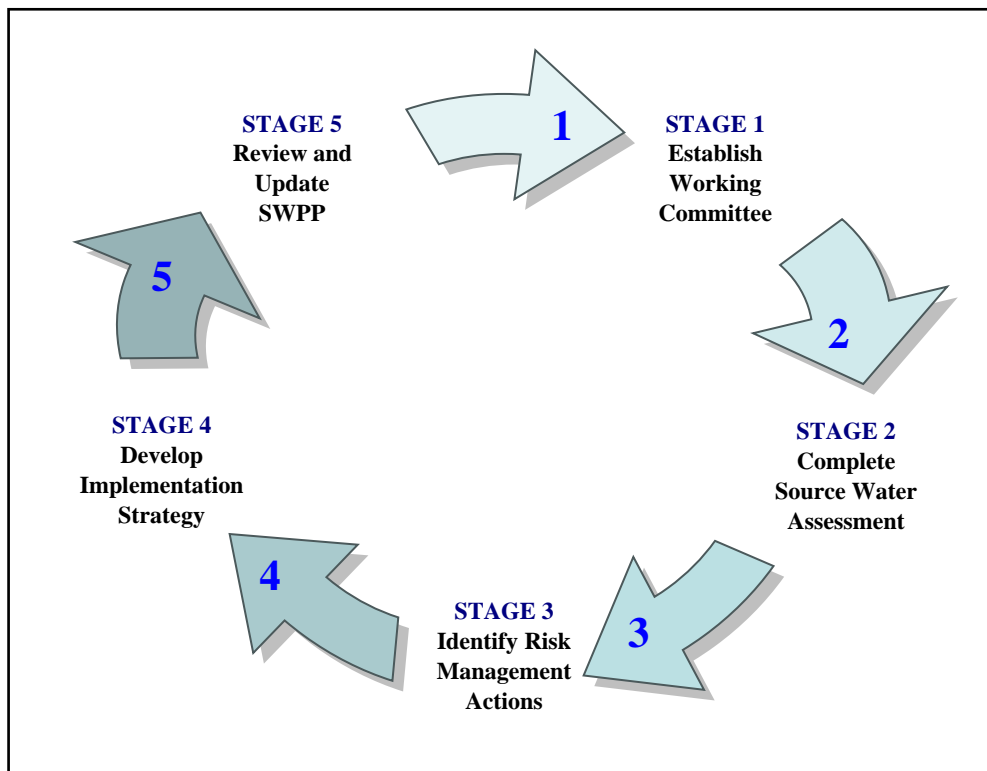 1
STAGE 1
Establish
Working
Committee
2
STAGE 2
Complete
Source Water
Assessment
3
STAGE 3
Identify Risk
Management
Actions
4
STAGE 4
Develop
Implementation
Strategy
5
STAGE 5
Review and
Update
SWPP